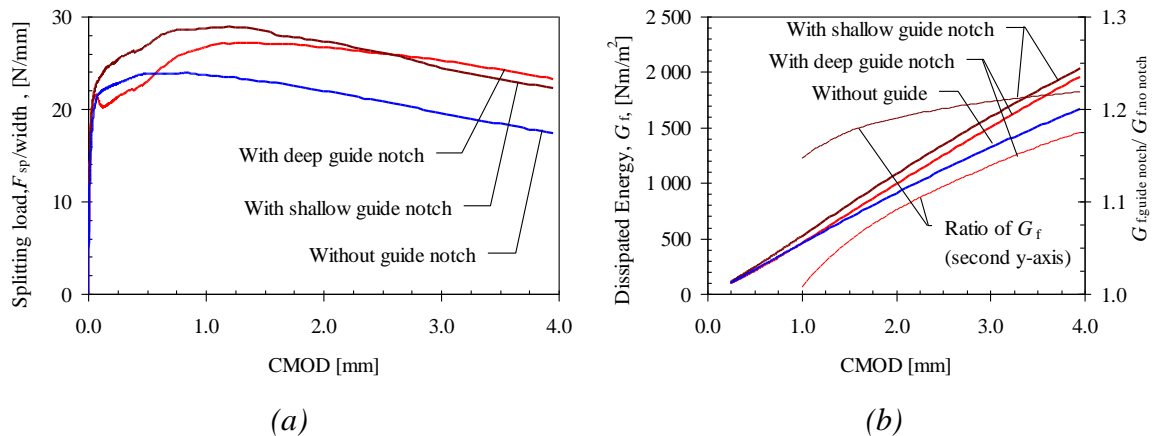 30
20
10
0
Splitting load, F sp/width , [N/mm]
0.0 1.0 2.0 3.0 4.0
CMOD [mm]
With deep guide notch
With shallow guide notch
Without guide notch
(a)
2 500
2 000
1 500
1 000
500
0
Dissipated Energy, G f, [Nm/m2]
0.0 1.0 2.0 3.0 4.0
CMOD [mm]
With shallow guide notch
With deep guide notch
Without guide
Ratio of G f
(second y-axis)
1.3
1.2
1.1
1.0
G f,guide notch/ G f.no notch
(b)